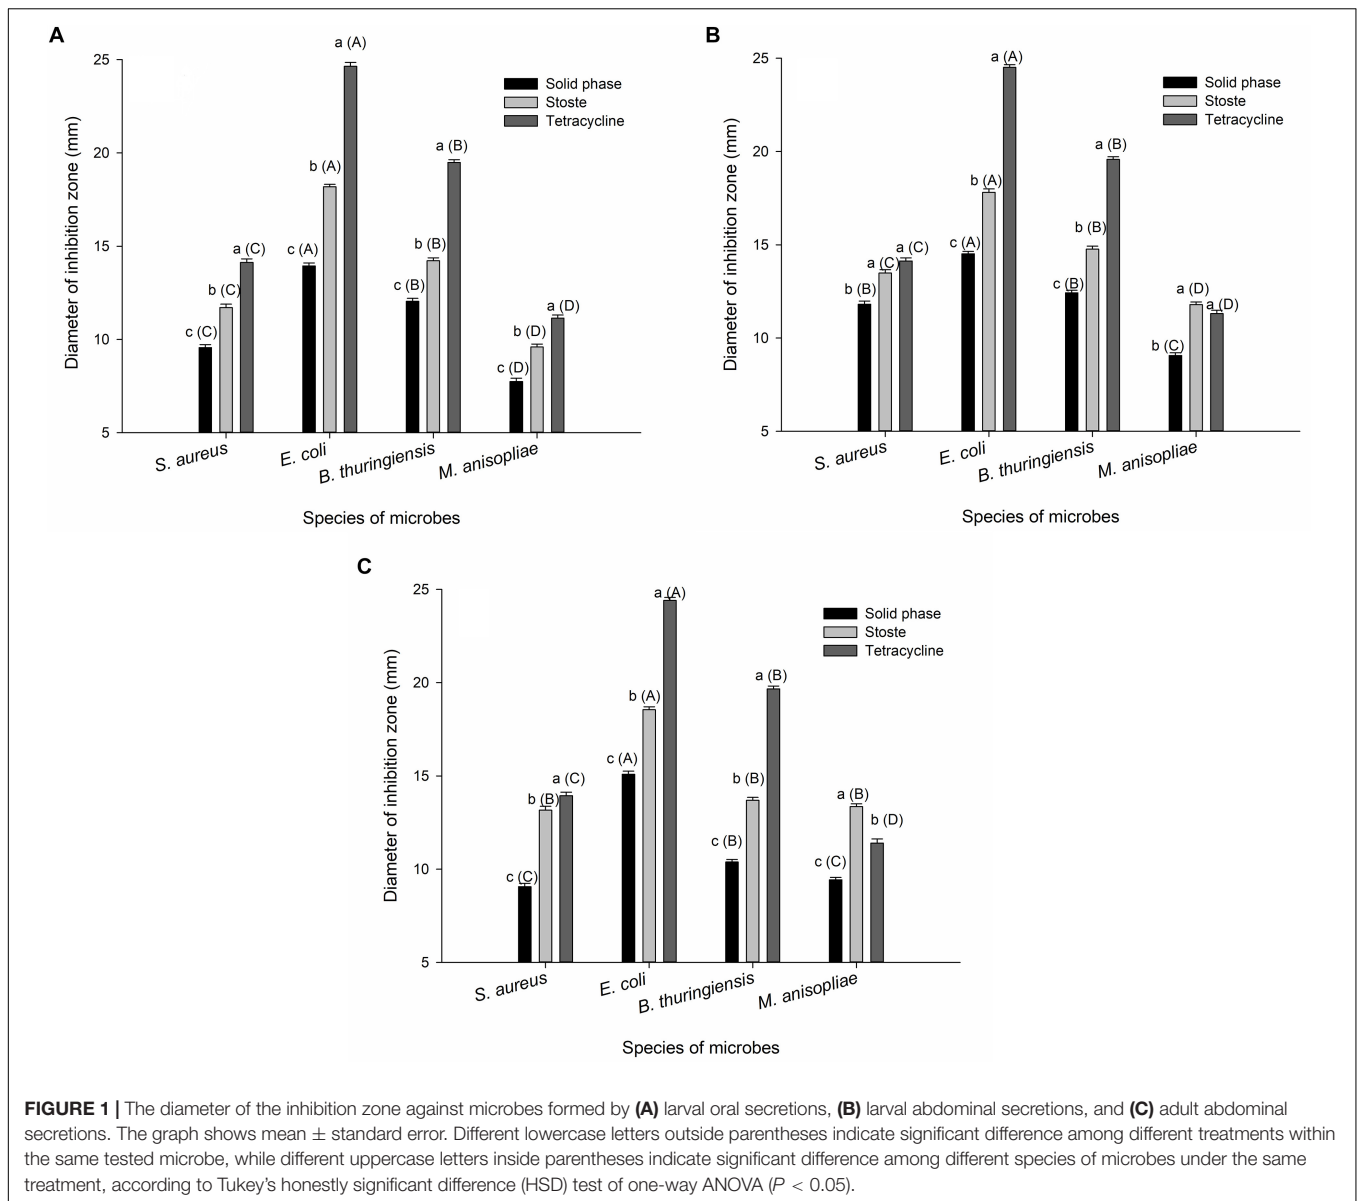 A
25
20
15
10
5
Diameter of inhibition zone (mm)
Solid phase
Stoste
Tetracycline
c (C)
b (C)
a (C)
c (A)
b (A)
a (A)
c (B)
b (B)
a (B)
c (D)
b (D)
a (D)
S. aureus
E. coli
B. thuringiensis
M. anisopliae
Species of microbes
B
25
20
15
10
5
Diameter of inhibition zone (mm)
Solid phase
Stoste
Tetracycline
b (B)
a (C)
a (C)
c (A)
b (A)
a (A)
c (B)
b (B)
a (B)
b (C)
a (D)
a (D)
S. aureus
E. coli
B. thuringiensis
M. anisopliae
Species of microbes
C
25
20
15
10
5
Diameter of inhibition zone (mm)
Solid phase
Stoste
Tetracycline
c (C)
b (B)
a (C)
c (A)
b (A)
a (A)
c (B)
b (B)
a (B)
c (C)
a (B)
b (D)
S. aureus
E. coli
B. thuringiensis
M. anisopliae
Species of microbes
FIGURE 1 | The diameter of the inhibition zone against microbes formed by (A) larval oral secretions, (B) larval abdominal secretions, and (C) adult abdominal
secretions. The graph shows mean ± standard error. Different lowercase letters outside parentheses indicate significant difference among different treatments within
the same tested microbe, while different uppercase letters inside parentheses indicate significant difference among different species of microbes under the same
treatment, according to Tukey's honestly significant difference (HSD) test of one-way ANOVA (P < 0.05).